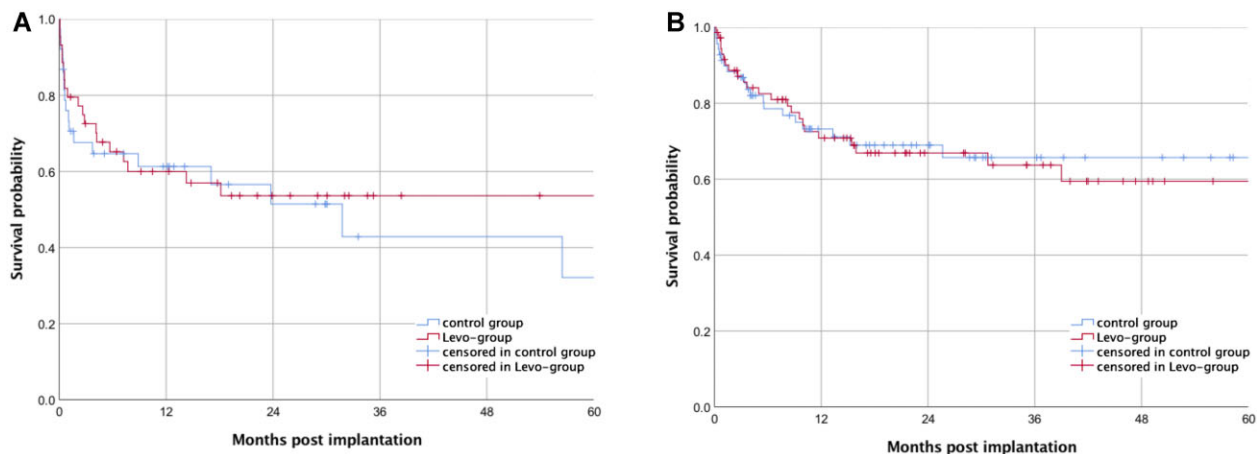 A
1.0
0.8
0.6
0.4
0.2
0.0
Survival probability
0 12 24 36 48 60
Months post implantation
control group
Levo-group
censored in control group
censored in Levo-group
B
1.0
0.8
0.6
0.4
0.2
0.0
Survival probability
0 12 24 36 48 60
Months post implantation
control group
Levo-group
censored in control group
censored in Levo-group